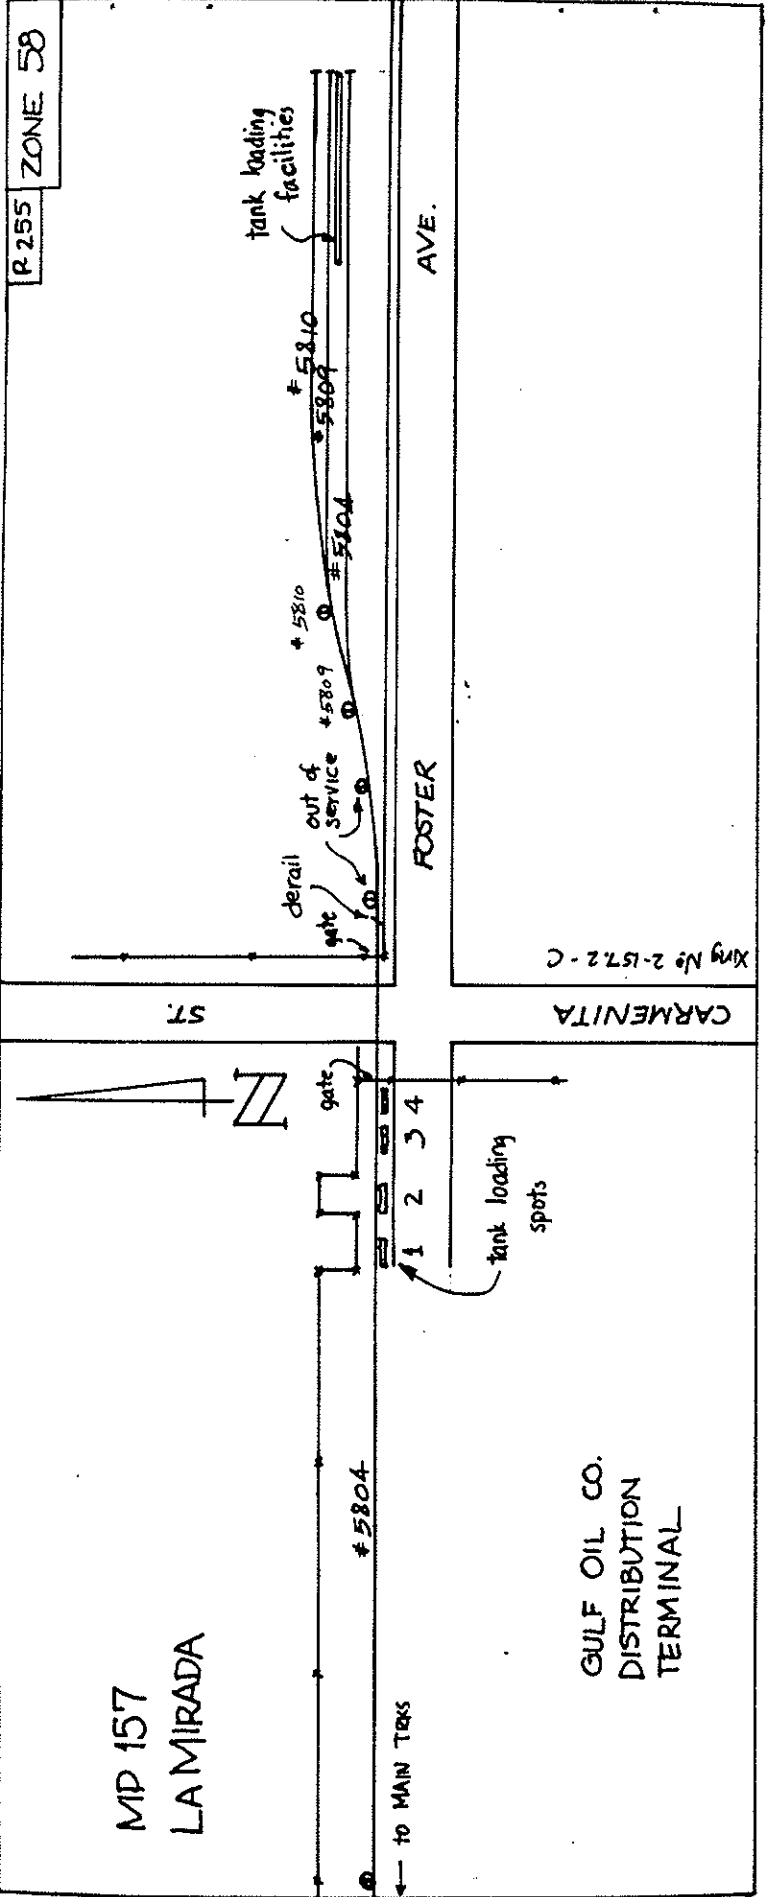 R 255
ZONE 58
MP 157
LA MIRADA
N
ST.
CARMENITA
Xing No 2-157.2-C
FOSTER
AVE.
tank loading
facilities
# 5810
# 5809
# 5804
# 5810
# 5809
out of
service
derail
gate
gate
1 2 3 4
tank loading
spots
# 5804
← to MAIN TRKS
GULF OIL CO.
DISTRIBUTION
TERMINAL